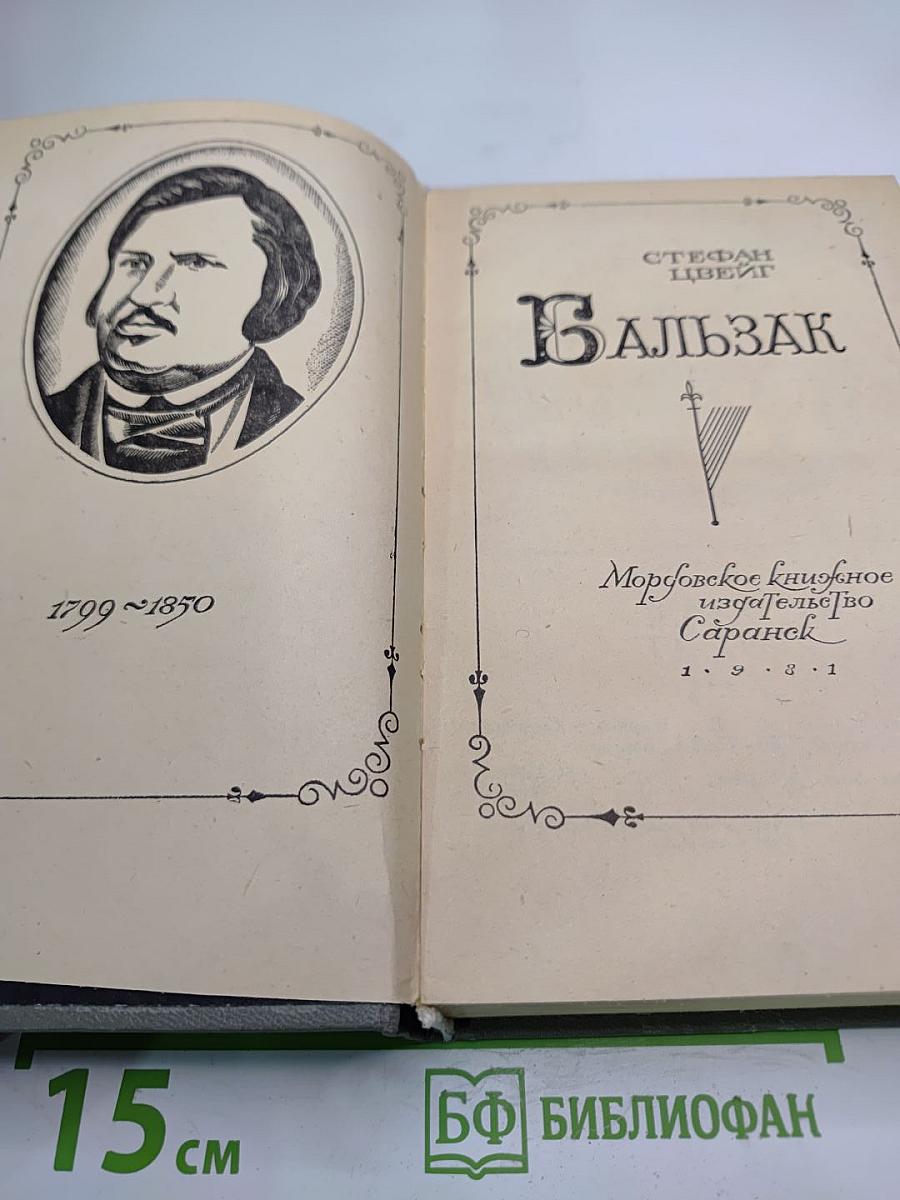 1799~1850
СТЕФАН
ЦВЕЙГ
БАЛЬЗАК
Мордовское книжное
издательство
Саранск
1·9·8·1
15 см
БФ БИБЛИОФАН